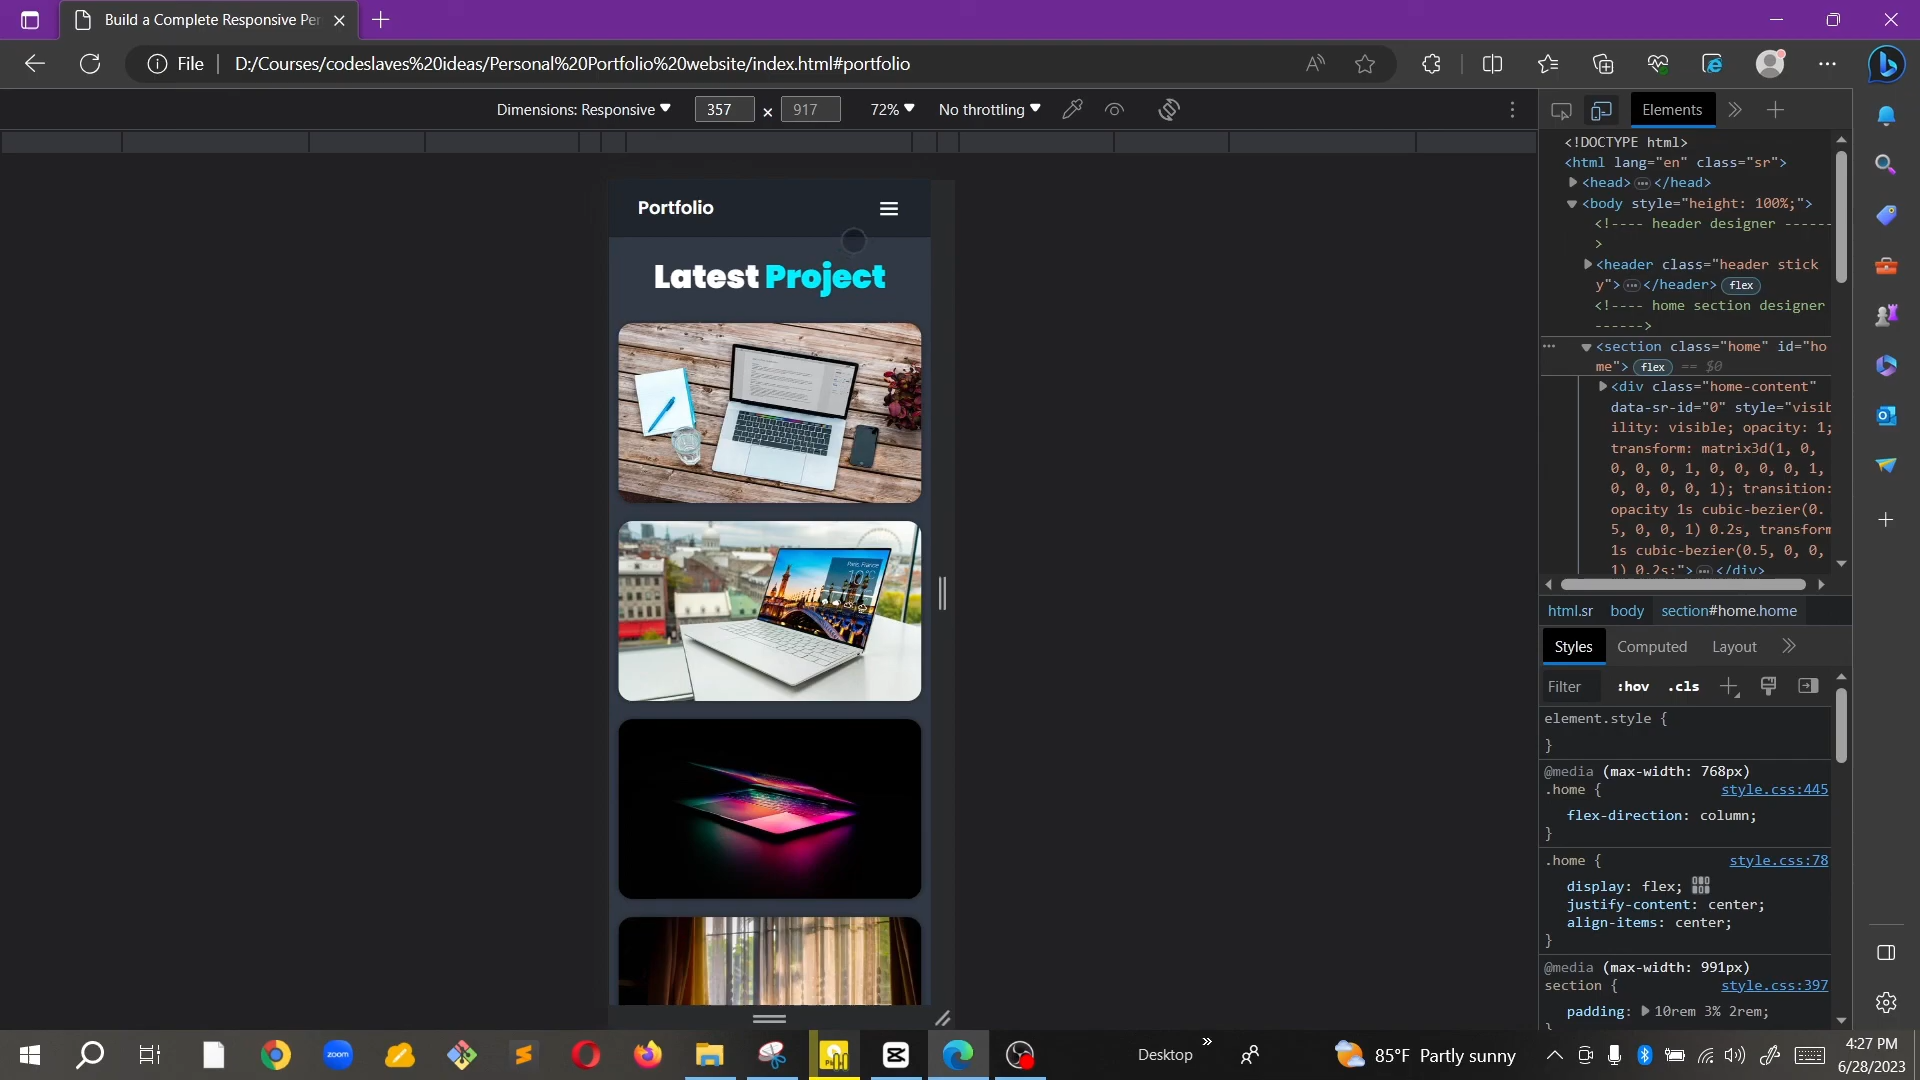 Build a Complete Responsive Per
File
D:/Courses/codeslaves%20ideas/Personal%20Portfolio%20website/index.html#portfolio
Dimensions: Responsive
357
×
917
72%
No throttling
Elements
<!DOCTYPE html>
<html lang="en" class="sr">
<head> ⋯ </head>
<body style="height: 100%;">
<!---- header designer ------
>
<header class="header stick
y"> ⋯ </header> flex
<!---- home section designer
------>
<section class="home" id="ho
me"> flex == $0
<div class="home-content"
data-sr-id="0" style="visib
ility: visible; opacity: 1;
transform: matrix3d(1, 0,
0, 0, 0, 1, 0, 0, 0, 0, 1,
0, 0, 0, 0, 1); transition:
opacity 1s cubic-bezier(0.
5, 0, 0, 1) 0.2s, transform
1s cubic-bezier(0.5, 0, 0,
1) 0.2s;"> ⋯ </div>
html.sr body section#home.home
Styles Computed Layout
Filter :hov .cls
element.style {
}
@media (max-width: 768px)
.home { style.css:445
flex-direction: column;
}
.home { style.css:78
display: flex;
justify-content: center;
align-items: center;
}
@media (max-width: 991px)
section { style.css:397
padding: 10rem 3% 2rem;
Portfolio
Latest Project
zoom
Desktop
85°F Partly sunny
4:27 PM
6/28/2023